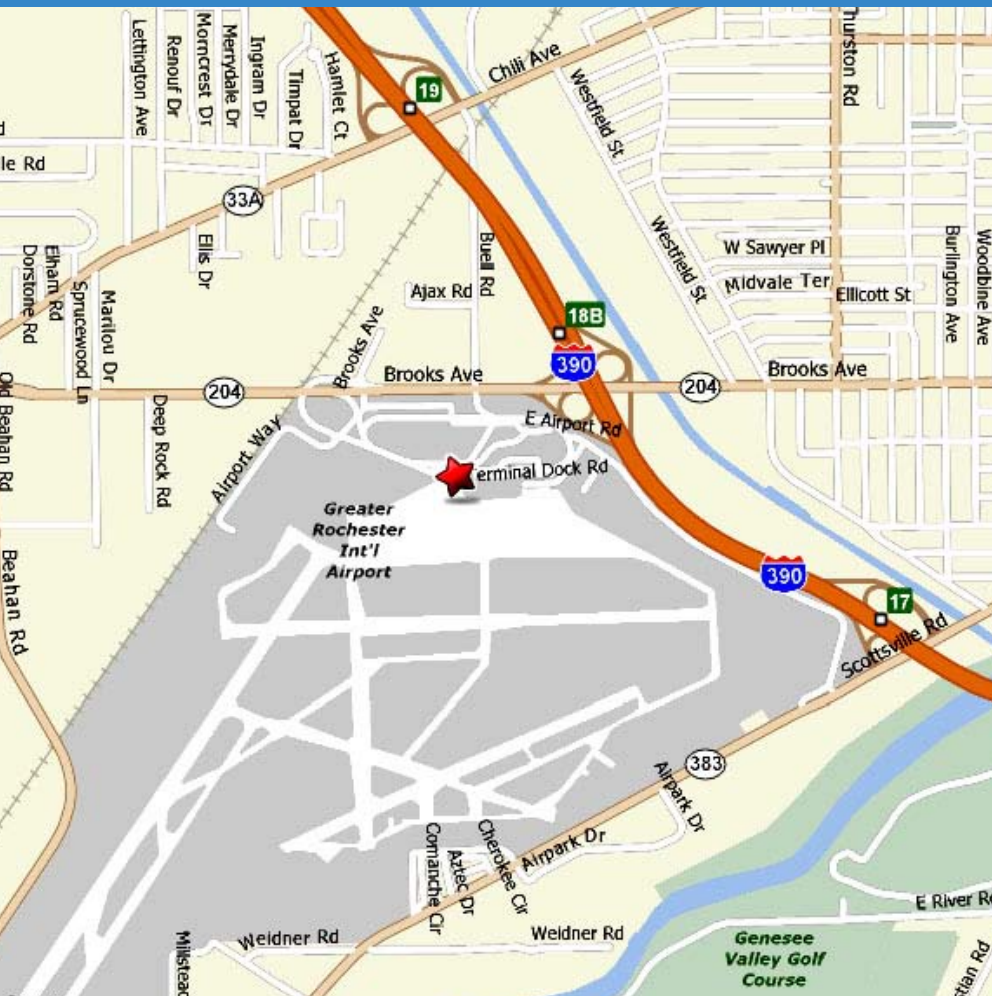 Lettington Ave
Renouf Dr
Morncrest Dr
Merrydale Dr
Ingram Dr
Timpat Dr
Hamlet Ct
19
Chili Ave
Westfield St
Thurston Rd
le Rd
33A
Ellis Dr
Buell Rd
Westfield St
W Sawyer Pl
Midvale Ter
Ellicott St
Burlington Ave
Woodbine Ave
Dorstone Rd
Elham Rd
Sprucewood Ln
Marilou Dr
Ajax Rd
18B
390
Brooks Ave
Brooks Ave
204
204
Brooks Ave
Old Beahan Rd
Deep Rock Rd
Airport Way
E Airport Rd
Terminal Dock Rd
Greater
Rochester
Int'l
Airport
Beahan Rd
390
17
Scottsville Rd
383
Airpark Dr
Airpark Dr
Comanche Cir
Aztec Dr
Cherokee Cir
E River Rd
Weidner Rd
Weidner Rd
Millstead
Genesee
Valley Golf
Course
tian Rd